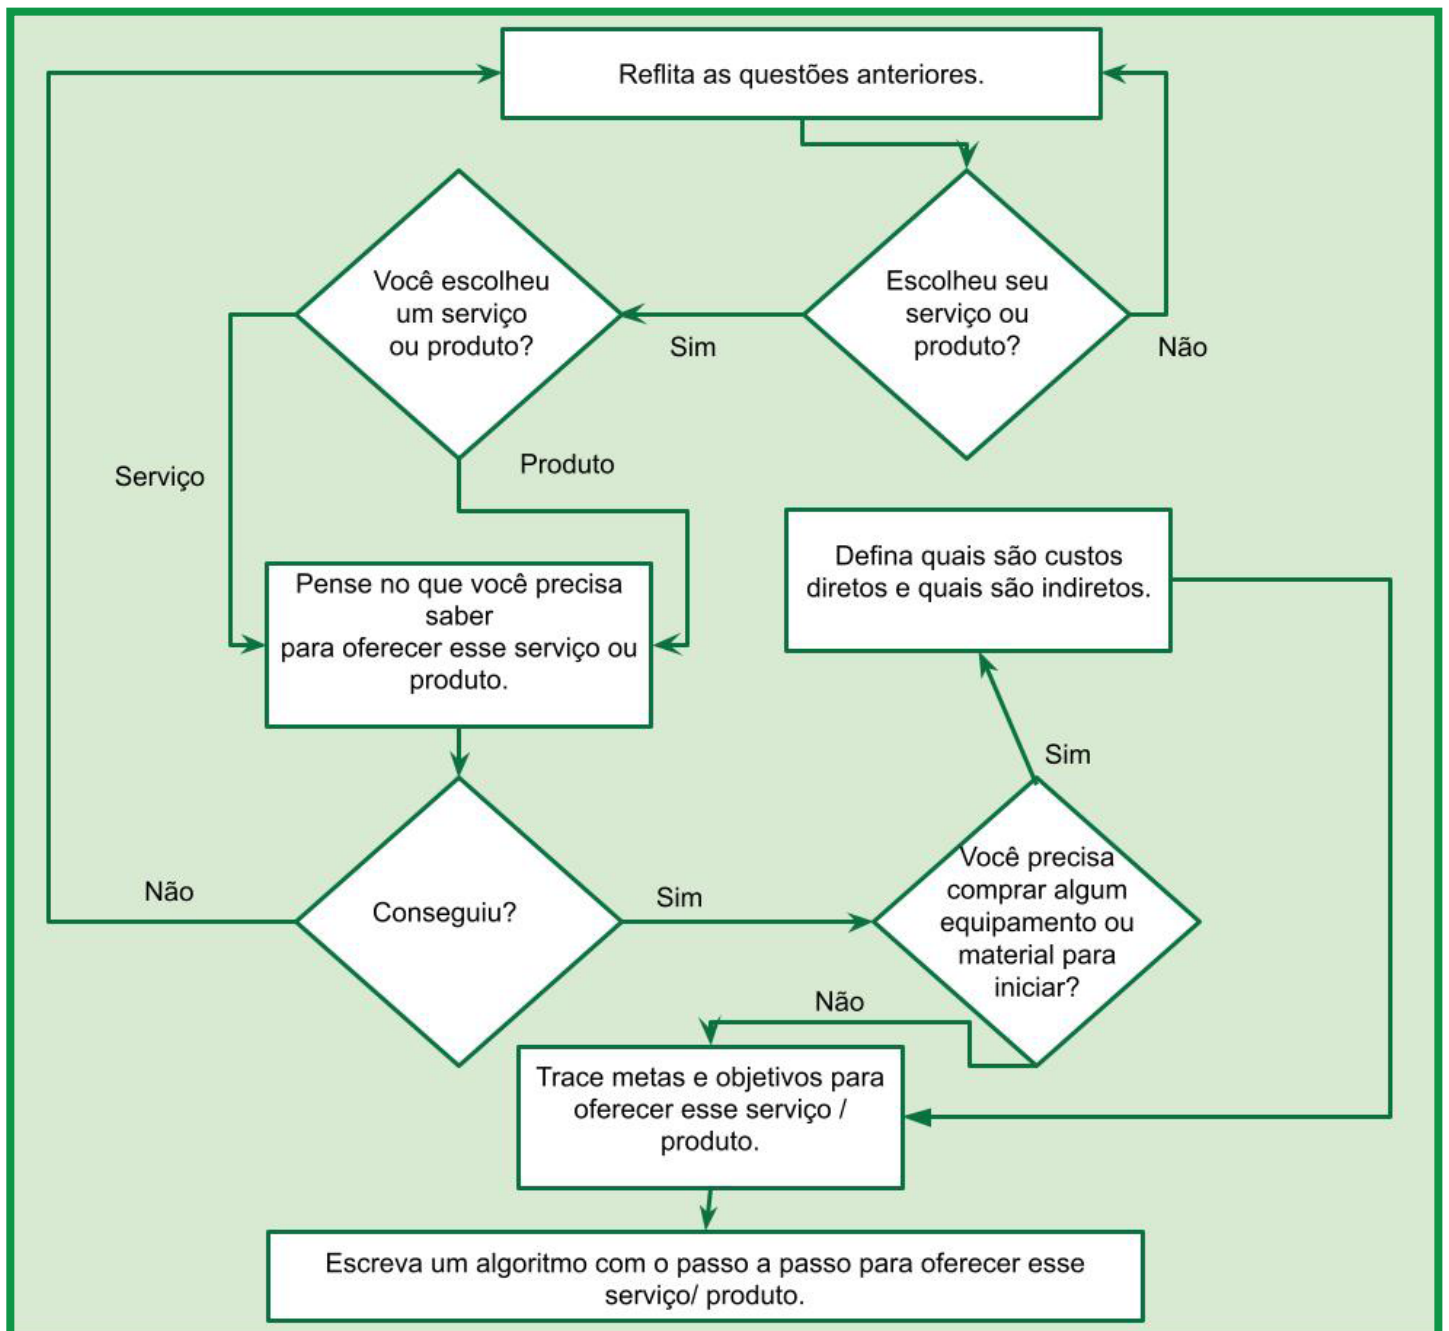 Reflita as questões anteriores.
Escolheu seu
serviço ou
produto?
Não
Sim
Você escolheu
um serviço
ou produto?
Serviço
Produto
Pense no que você precisa
saber
para oferecer esse serviço ou
produto.
Conseguiu?
Não
Sim
Você precisa
comprar algum
equipamento ou
material para
iniciar?
Sim
Defina quais são custos
diretos e quais são indiretos.
Não
Trace metas e objetivos para
oferecer esse serviço /
produto.
Escreva um algoritmo com o passo a passo para oferecer esse
serviço/ produto.